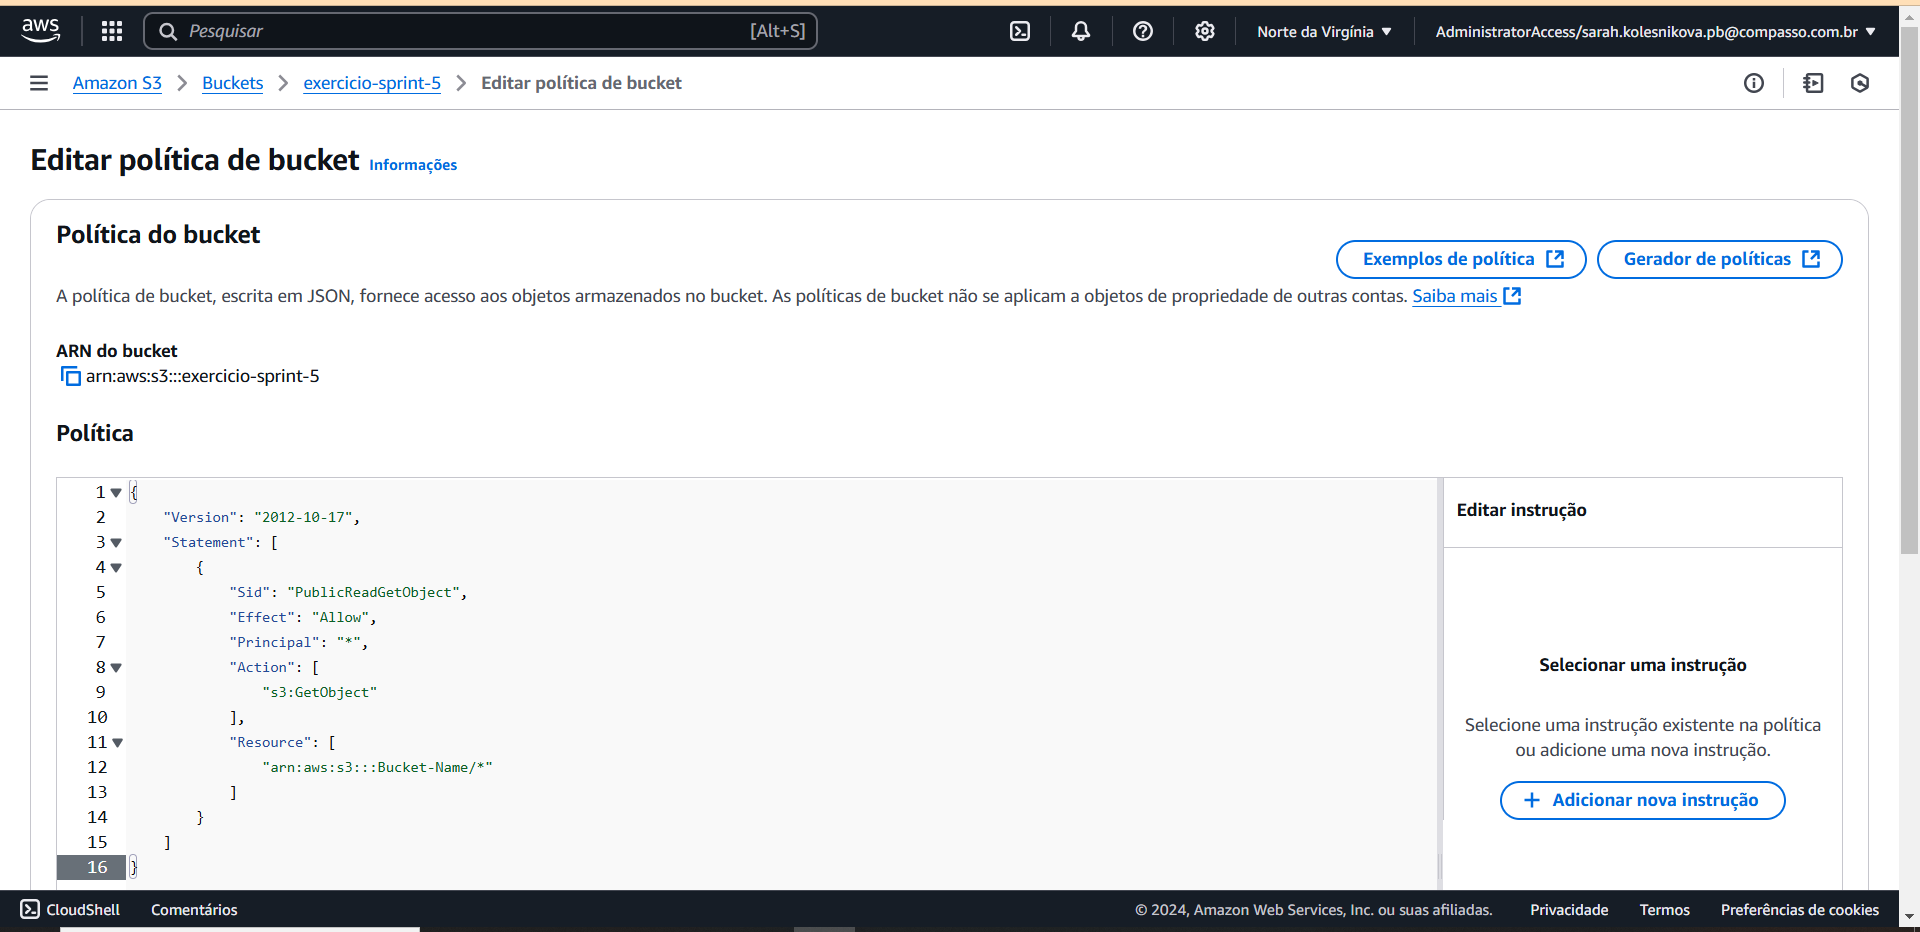 aws
Pesquisar [Alt+S]
Norte da Virgínia
AdministratorAccess/sarah.kolesnikova.pb@compasso.com.br
Amazon S3
Buckets
exercicio-sprint-5
Editar política de bucket
Editar política de bucket Informações
Política do bucket
Exemplos de política
Gerador de políticas
A política de bucket, escrita em JSON, fornece acesso aos objetos armazenados no bucket. As políticas de bucket não se aplicam a objetos de propriedade de outras contas. Saiba mais
ARN do bucket
arn:aws:s3:::exercicio-sprint-5
Política
1 {
2 "Version": "2012-10-17",
3 "Statement": [
4 {
5 "Sid": "PublicReadGetObject",
6 "Effect": "Allow",
7 "Principal": "*",
8 "Action": [
9 "s3:GetObject"
10 ],
11 "Resource": [
12 "arn:aws:s3:::Bucket-Name/*"
13 ]
14 }
15 ]
16 }
Editar instrução
Selecionar uma instrução
Selecione uma instrução existente na política
ou adicione uma nova instrução.
+ Adicionar nova instrução
CloudShell
Comentários
© 2024, Amazon Web Services, Inc. ou suas afiliadas.
Privacidade
Termos
Preferências de cookies